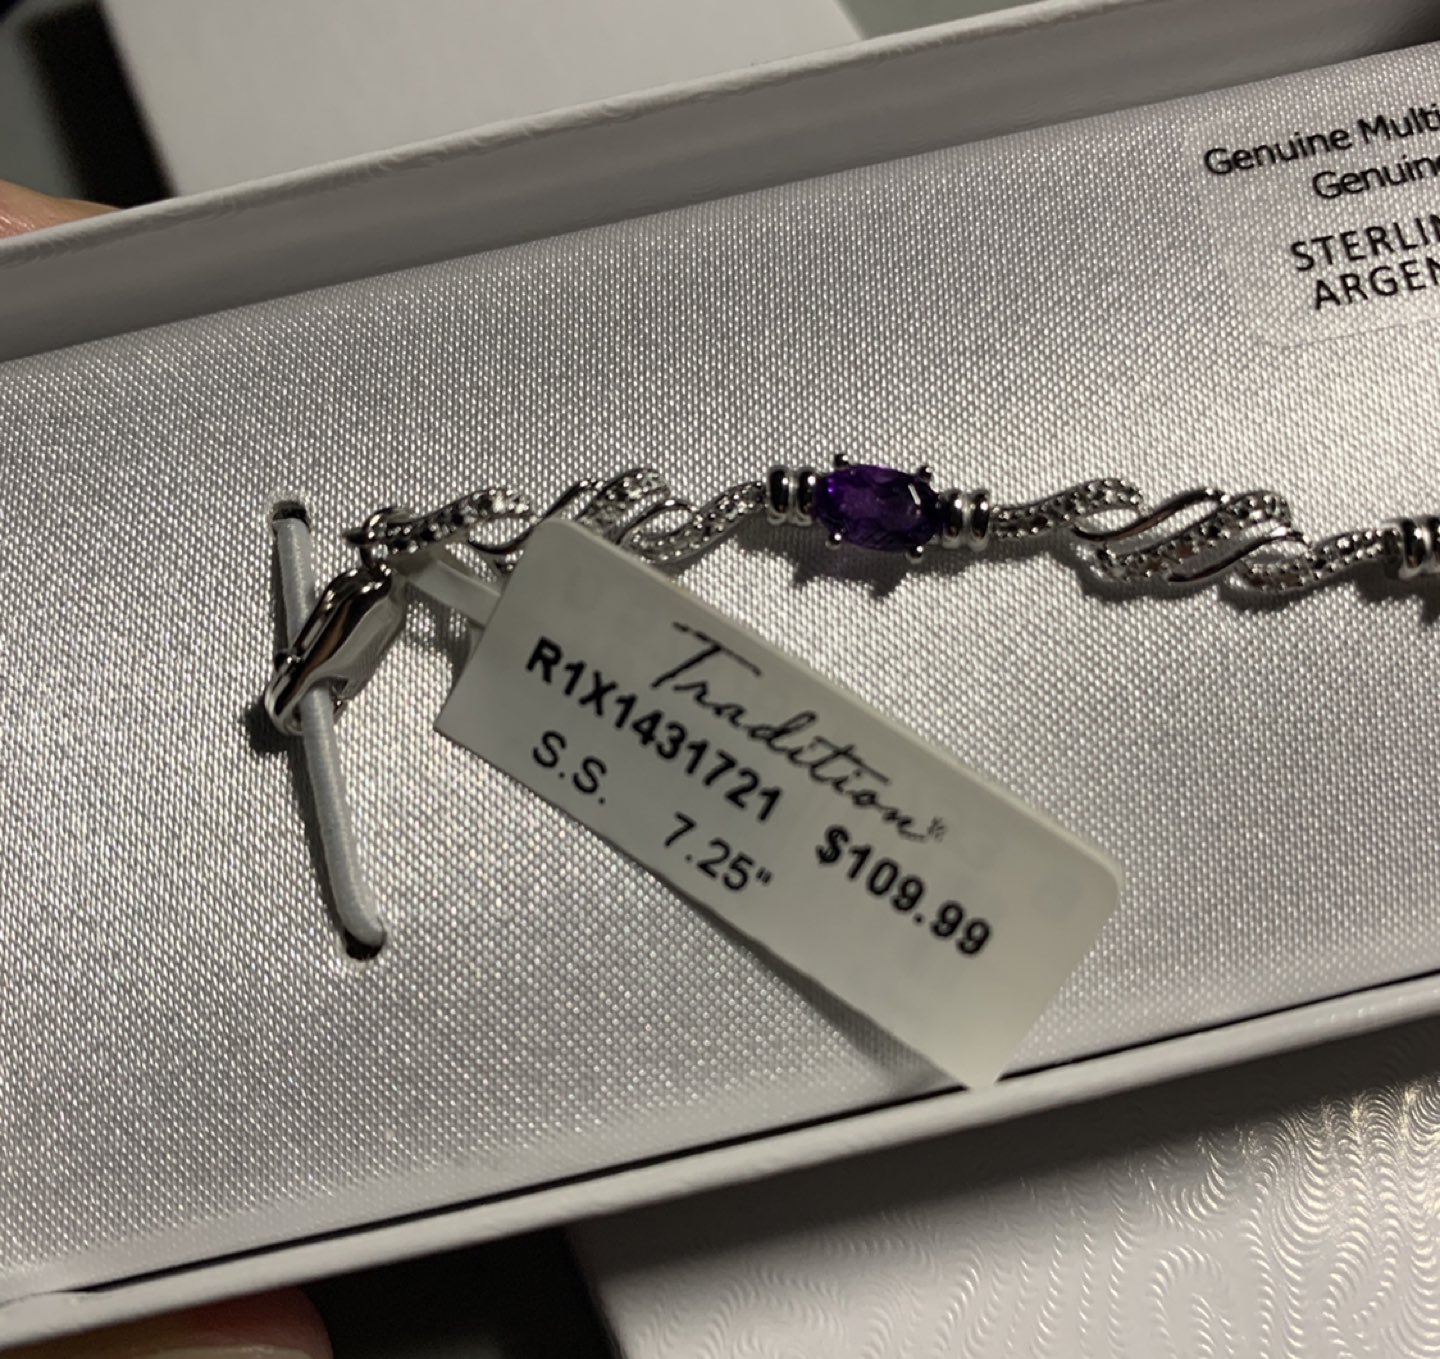 Genuine Multi
Genuine
STERLIN
ARGEN
Tradition
R1X1431721 $109.99
S.S. 7.25"